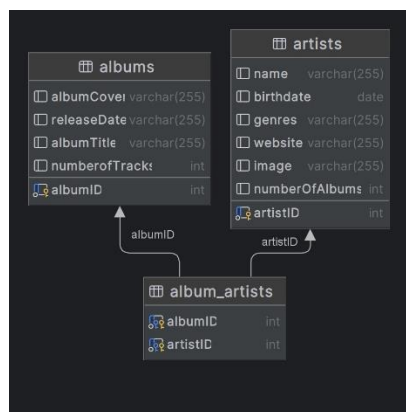 albums
albumCover varchar(255)
releaseDate varchar(255)
albumTitle varchar(255)
numberofTracks int
albumID int
artists
name varchar(255)
birthdate date
genres varchar(255)
website varchar(255)
image varchar(255)
numberOfAlbums int
artistID int
albumID
artistID
album_artists
albumID int
artistID int